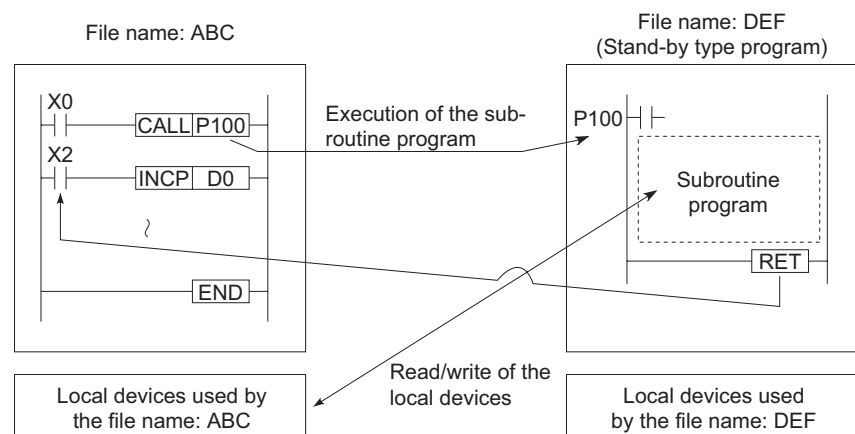 File name: ABC
File name: DEF
(Stand-by type program)
X0
CALL P100
X2
INCP D0
END
Execution of the sub-
routine program
P100
Subroutine
program
RET
Read/write of the
local devices
Local devices used by
the file name: ABC
Local devices used
by the file name: DEF